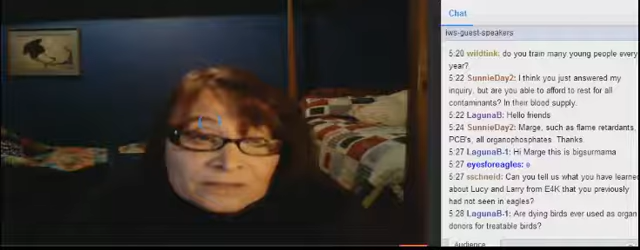 Chat
iws-guest-speakers
5:20 wildtink: do you train many young people every
year?
5:22 SunnieDay2: I think you just answered my
inquiry, but are you able to afford to rest for all
contaminants? In their blood supply.
5:22 LagunaB: Hello friends
5:24 SunnieDay2: Marge, such as flame retardants,
PCB's, all organophosphates. Thanks
5:27 LagunaB-1: Hi Marge this is bigsurmama
5:27 eyesforeagles: o
5:27 sschneid: Can you tell us what you have learned
about Lucy and Larry from E4K that you previously
had not seen in eagles?
5:28 LagunaB-1: Are dying birds ever used as organ
donors for treatable birds?
Audience